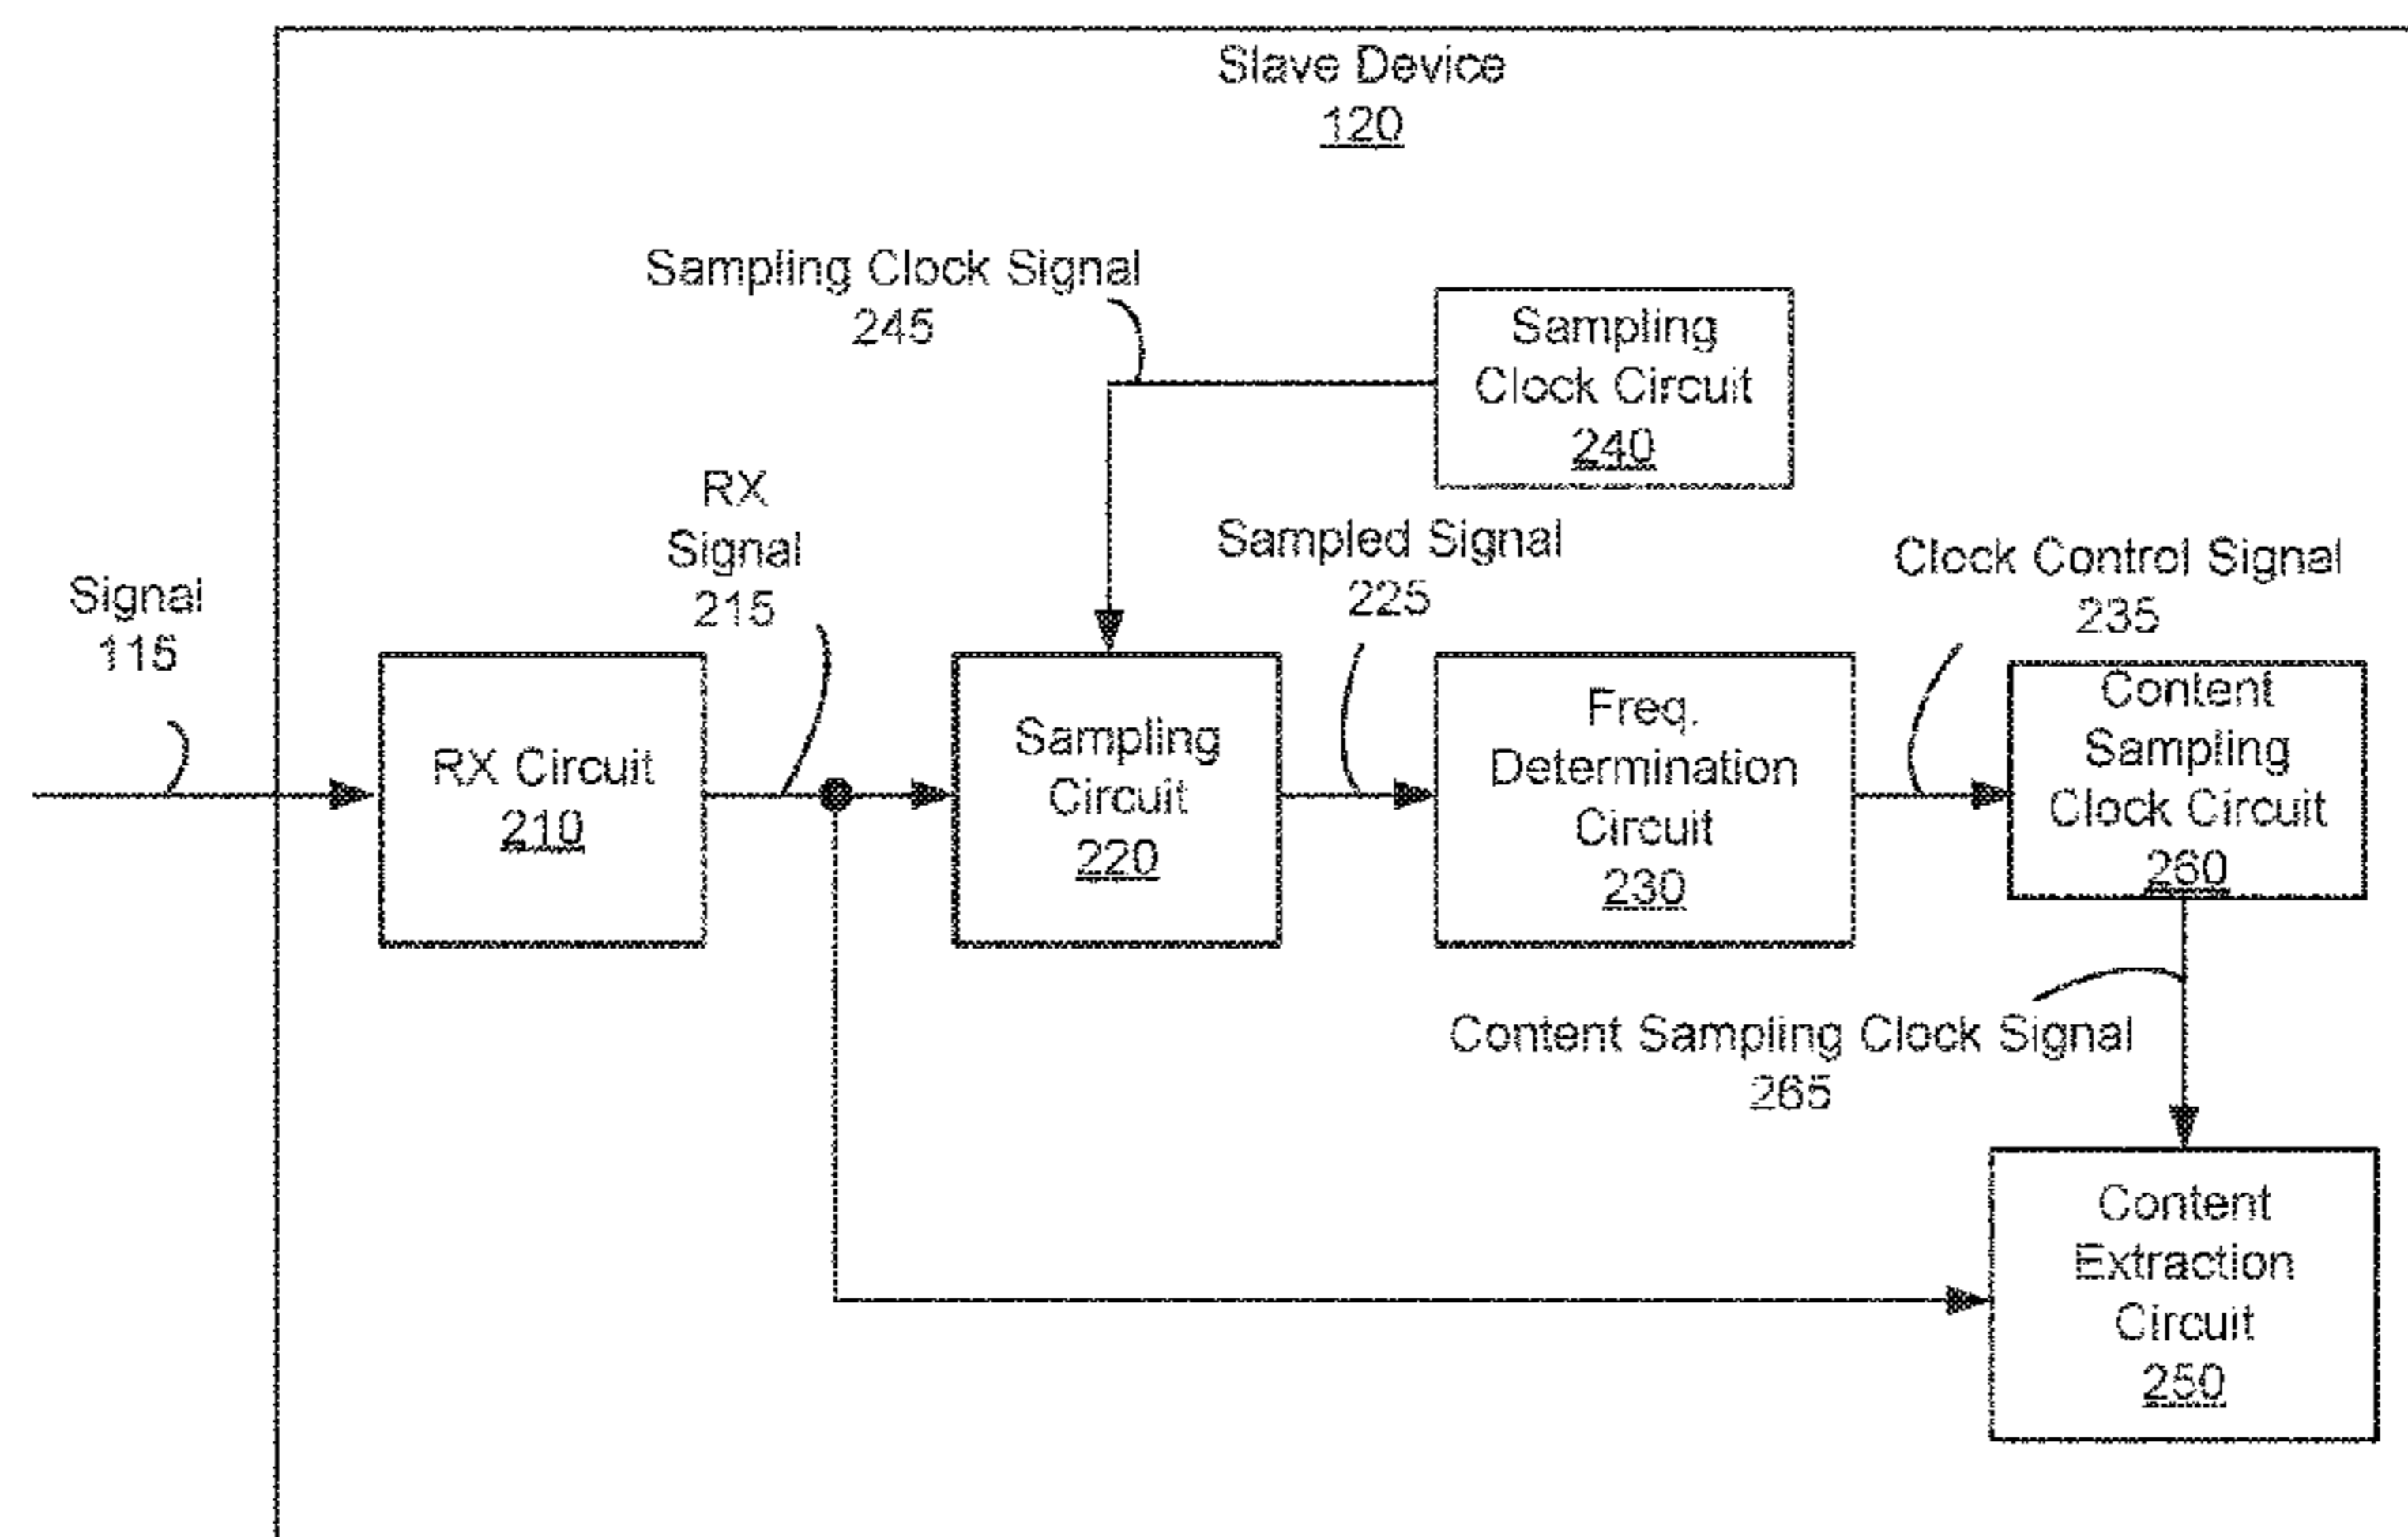 Slave Device
120
Sampling Clock Signal
245
Sampling
Clock Circuit
240
RX
Signal
215
Sampled Signal
225
Clock Control Signal
235
Signal
115
RX Circuit
210
Sampling
Circuit
220
Freq.
Determination
Circuit
230
Content
Sampling
Clock Circuit
260
Content Sampling Clock Signal
265
Content
Extraction
Circuit
250